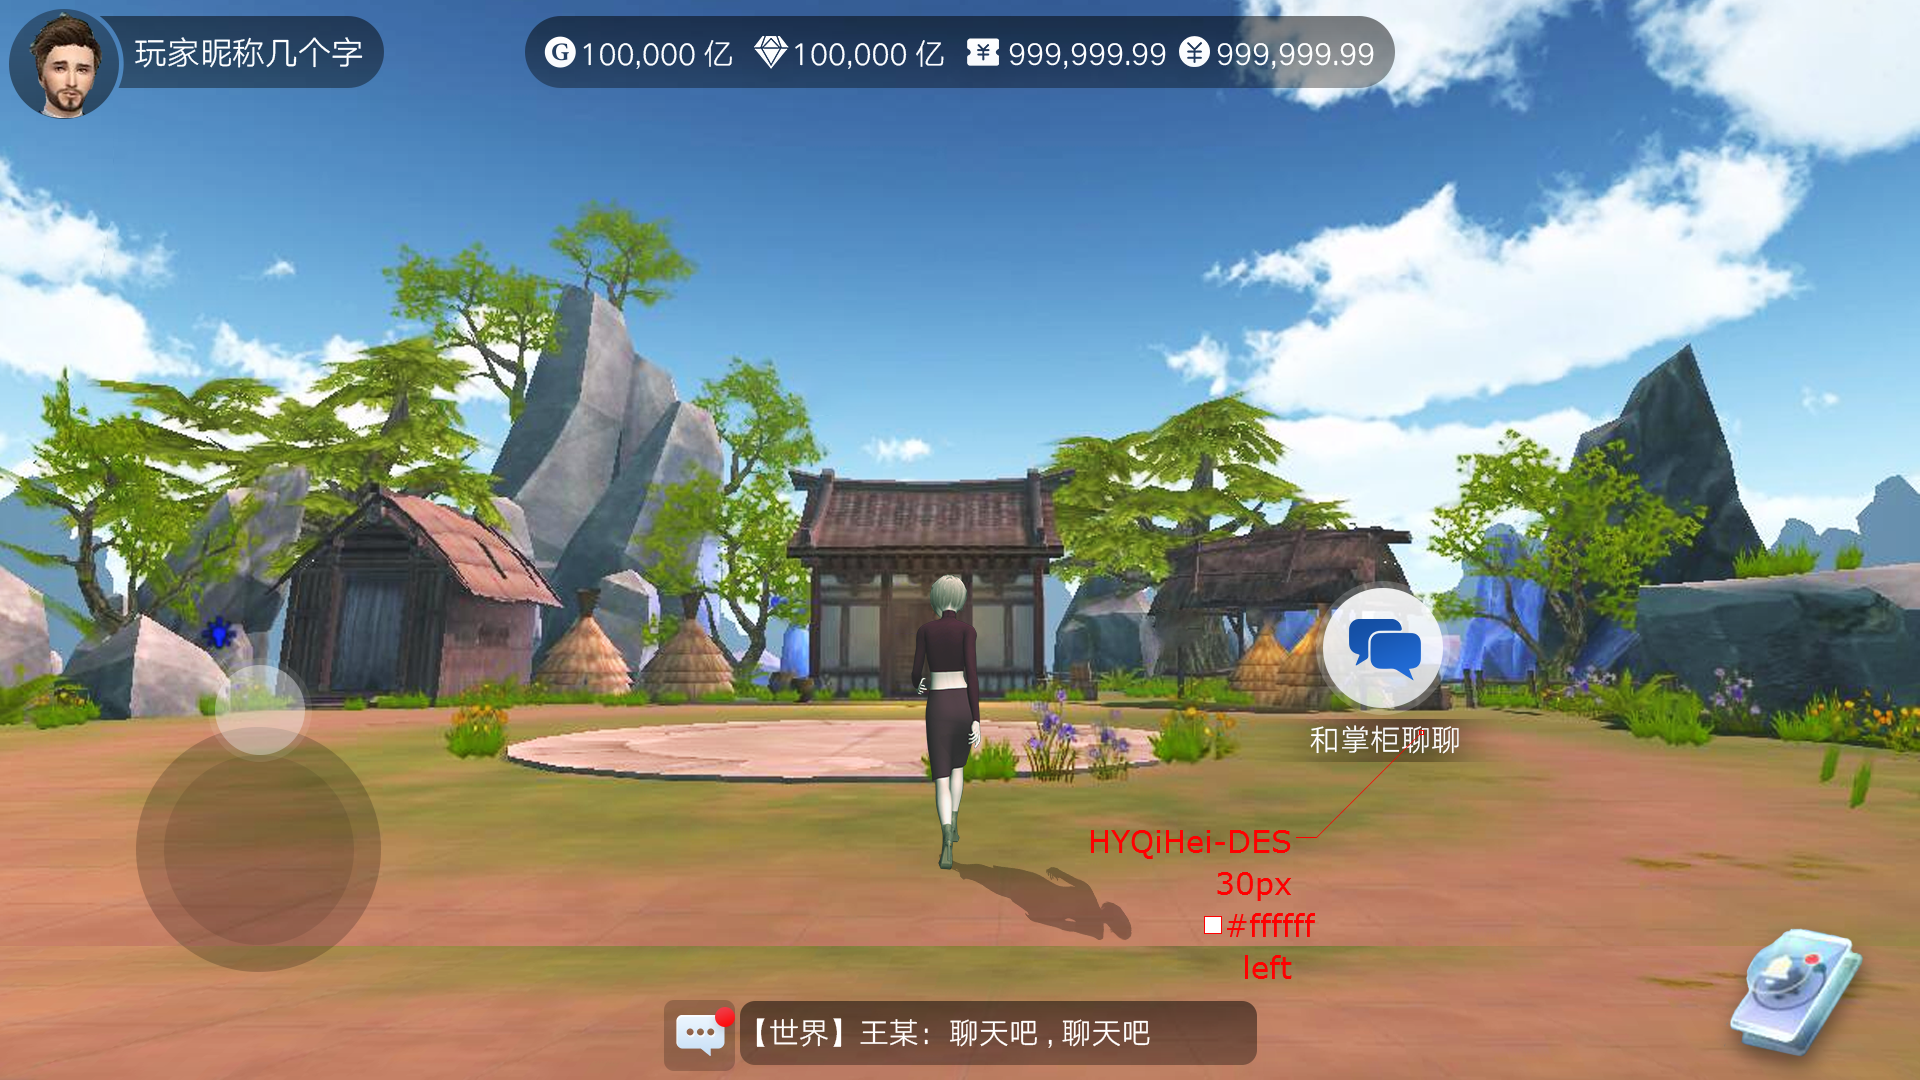 玩家昵称几个字
G 100,000 亿 100,000 亿 ¥ 999,999.99 ¥ 999,999.99
和掌柜聊聊
HYQiHei-DES
30px
#ffffff
left
【世界】王某：聊天吧，聊天吧